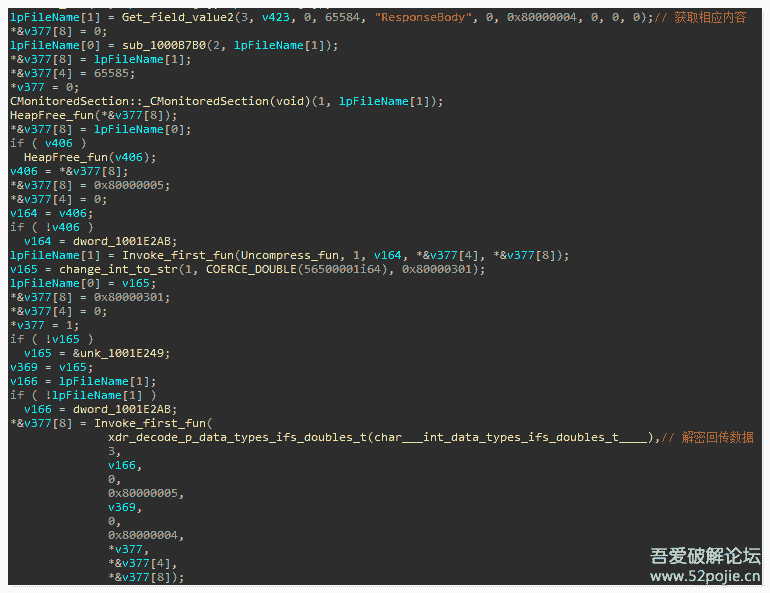 lpFileName[1] = Get_field_value2(3, v423, 0, 65584, "ResponseBody", 0, 0x80000004, 0, 0, 0);// 获取相应内容
*&v377[8] = 0;
lpFileName[0] = sub_1000B7B0(2, lpFileName[1]);
*&v377[8] = lpFileName[1];
*&v377[4] = 65585;
*v377 = 0;
CMonitoredSection::_CMonitoredSection(void)(1, lpFileName[1]);
HeapFree_fun(*&v377[8]);
*&v377[8] = lpFileName[0];
if ( v406 )
HeapFree_fun(v406);
v406 = *&v377[8];
*&v377[8] = 0x80000005;
*&v377[4] = 0;
v164 = v406;
if ( !v406 )
v164 = dword_1001E2AB;
lpFileName[1] = Invoke_first_fun(Uncompress_fun, 1, v164, *&v377[4], *&v377[8]);
v165 = change_int_to_str(1, COERCE_DOUBLE(56500001i64), 0x80000301);
lpFileName[0] = v165;
*&v377[8] = 0x80000301;
*&v377[4] = 0;
*v377 = 1;
if ( !v165 )
v165 = &unk_1001E249;
v369 = v165;
v166 = lpFileName[1];
if ( !lpFileName[1] )
v166 = dword_1001E2AB;
*&v377[8] = Invoke_first_fun(
xdr_decode_p_data_types_ifs_doubles_t(char___int_data_types_ifs_doubles_t____),// 解密回传数据
3,
v166,
0,
0x80000005,
v369,
0,
0x80000004,
*v377,
*&v377[4],
*&v377[8]);
吾爱破解论坛
www.52pojie.cn